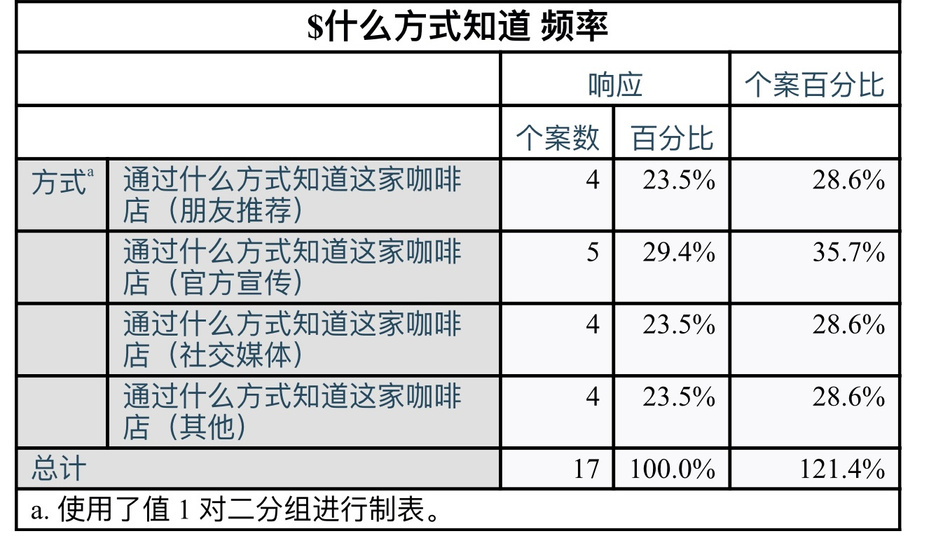 $什么方式知道 频率
响应 个案百分比
个案数 百分比
方式a 通过什么方式知道这家咖啡 4 23.5% 28.6%
店（朋友推荐）
通过什么方式知道这家咖啡 5 29.4% 35.7%
店（官方宣传）
通过什么方式知道这家咖啡 4 23.5% 28.6%
店（社交媒体）
通过什么方式知道这家咖啡 4 23.5% 28.6%
店（其他）
总计 17 100.0% 121.4%
a. 使用了值 1 对二分组进行制表。